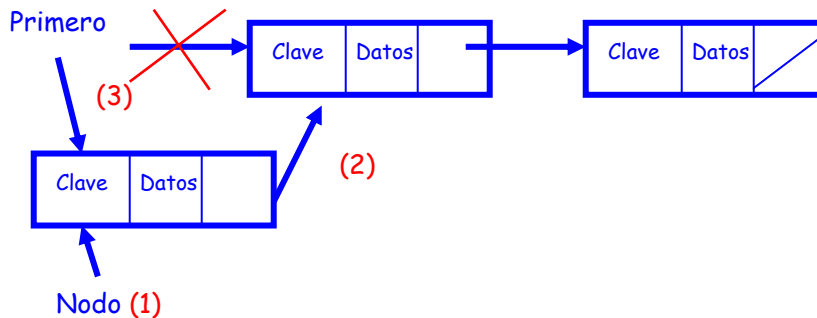 Primero
Clave Datos
Clave Datos
(3)
(2)
Clave Datos
Nodo (1)